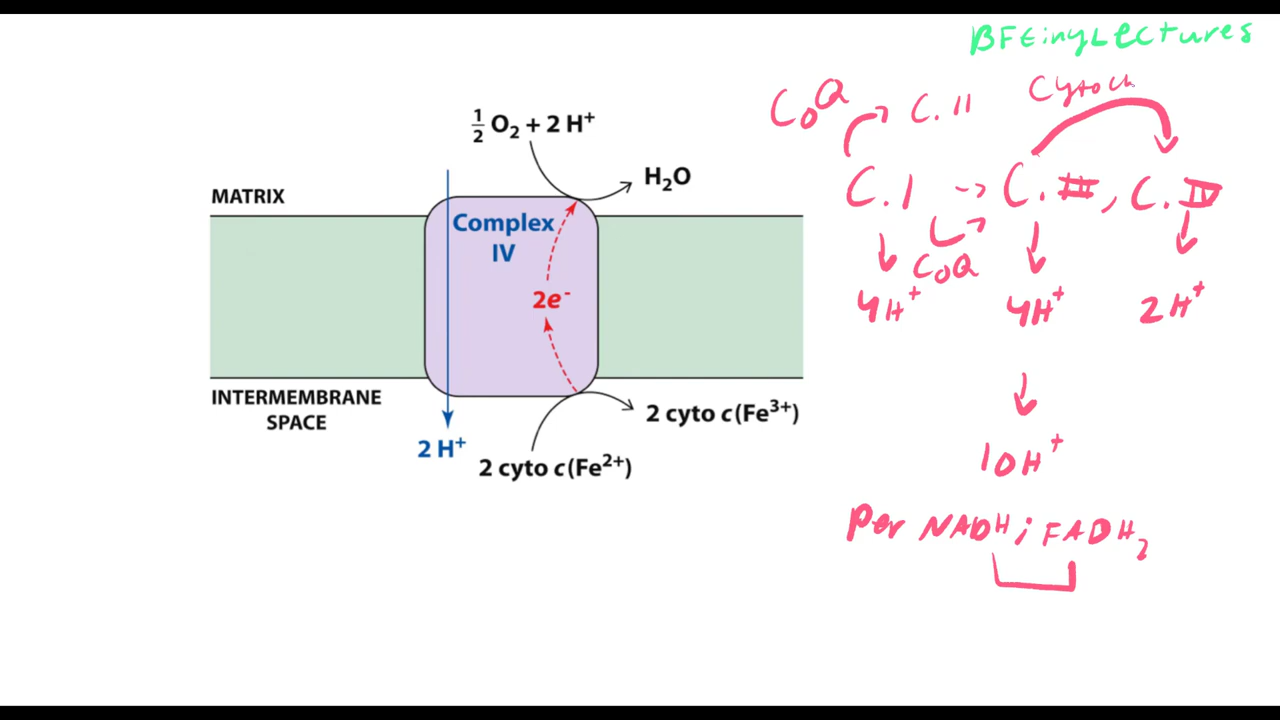 BFEinyLectures
½ O₂ + 2 H⁺
H₂O
MATRIX
Complex
IV
2e⁻
INTERMEMBRANE
SPACE
2 H⁺
2 cyto c(Fe³⁺)
2 cyto c(Fe²⁺)
CoQ
C. II
Cytoch
C. I → C. III, C. IV
CoQ
4H⁺ 4H⁺ 2H⁺
10H⁺
Per NADH; FADH₂